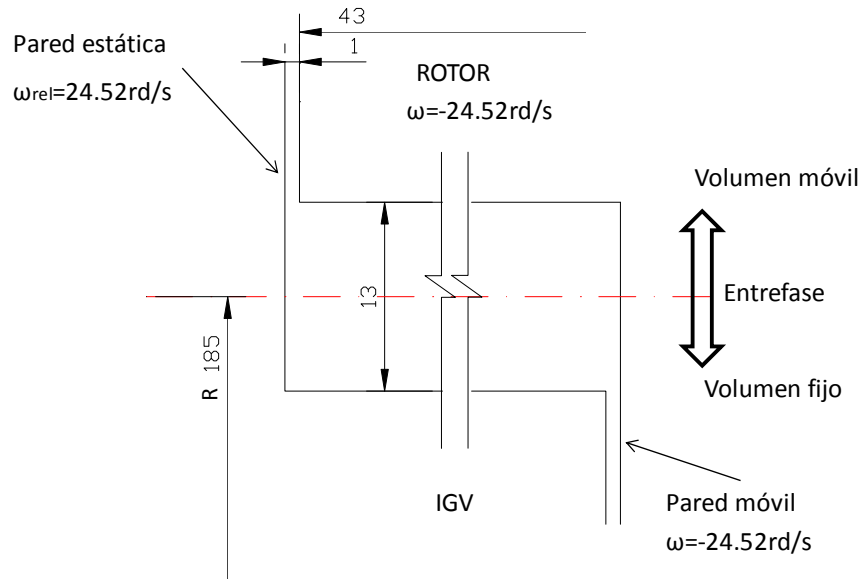 43
Pared estática
1
ωrel=24.52rd/s
ROTOR
ω=-24.52rd/s
Volumen móvil
13
Entrefase
R 185
Volumen fijo
IGV
Pared móvil
ω=-24.52rd/s